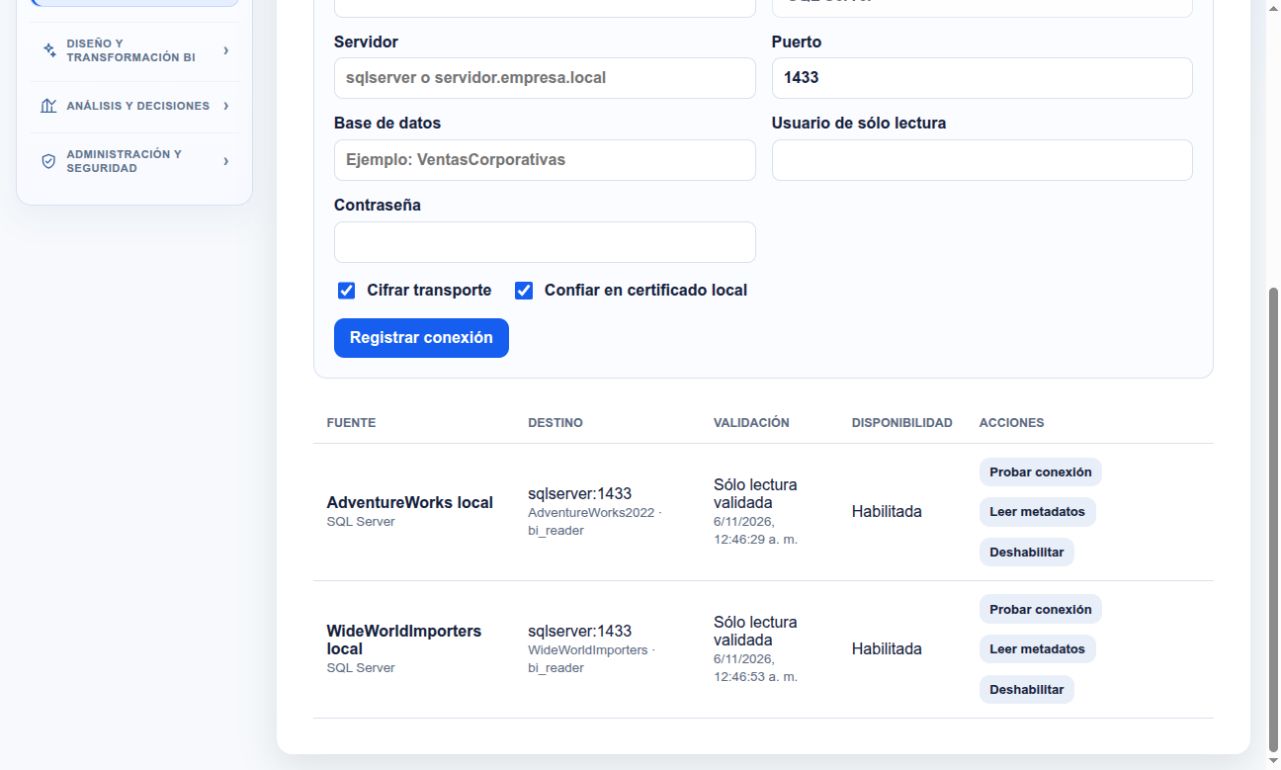 DISEÑO Y
TRANSFORMACIÓN BI
ANÁLISIS Y DECISIONES
ADMINISTRACIÓN Y
SEGURIDAD
Servidor
Puerto
sqlserver o servidor.empresa.local
1433
Base de datos
Usuario de sólo lectura
Ejemplo: VentasCorporativas
Contraseña
Cifrar transporte
Confiar en certificado local
Registrar conexión
FUENTE
DESTINO
VALIDACIÓN
DISPONIBILIDAD
ACCIONES
AdventureWorks local
SQL Server
sqlserver:1433
AdventureWorks2022 ·
bi_reader
Sólo lectura
validada
6/11/2026,
12:46:29 a. m.
Habilitada
Probar conexión
Leer metadatos
Deshabilitar
WideWorldImporters
local
SQL Server
sqlserver:1433
WideWorldImporters ·
bi_reader
Sólo lectura
validada
6/11/2026,
12:46:53 a. m.
Habilitada
Probar conexión
Leer metadatos
Deshabilitar